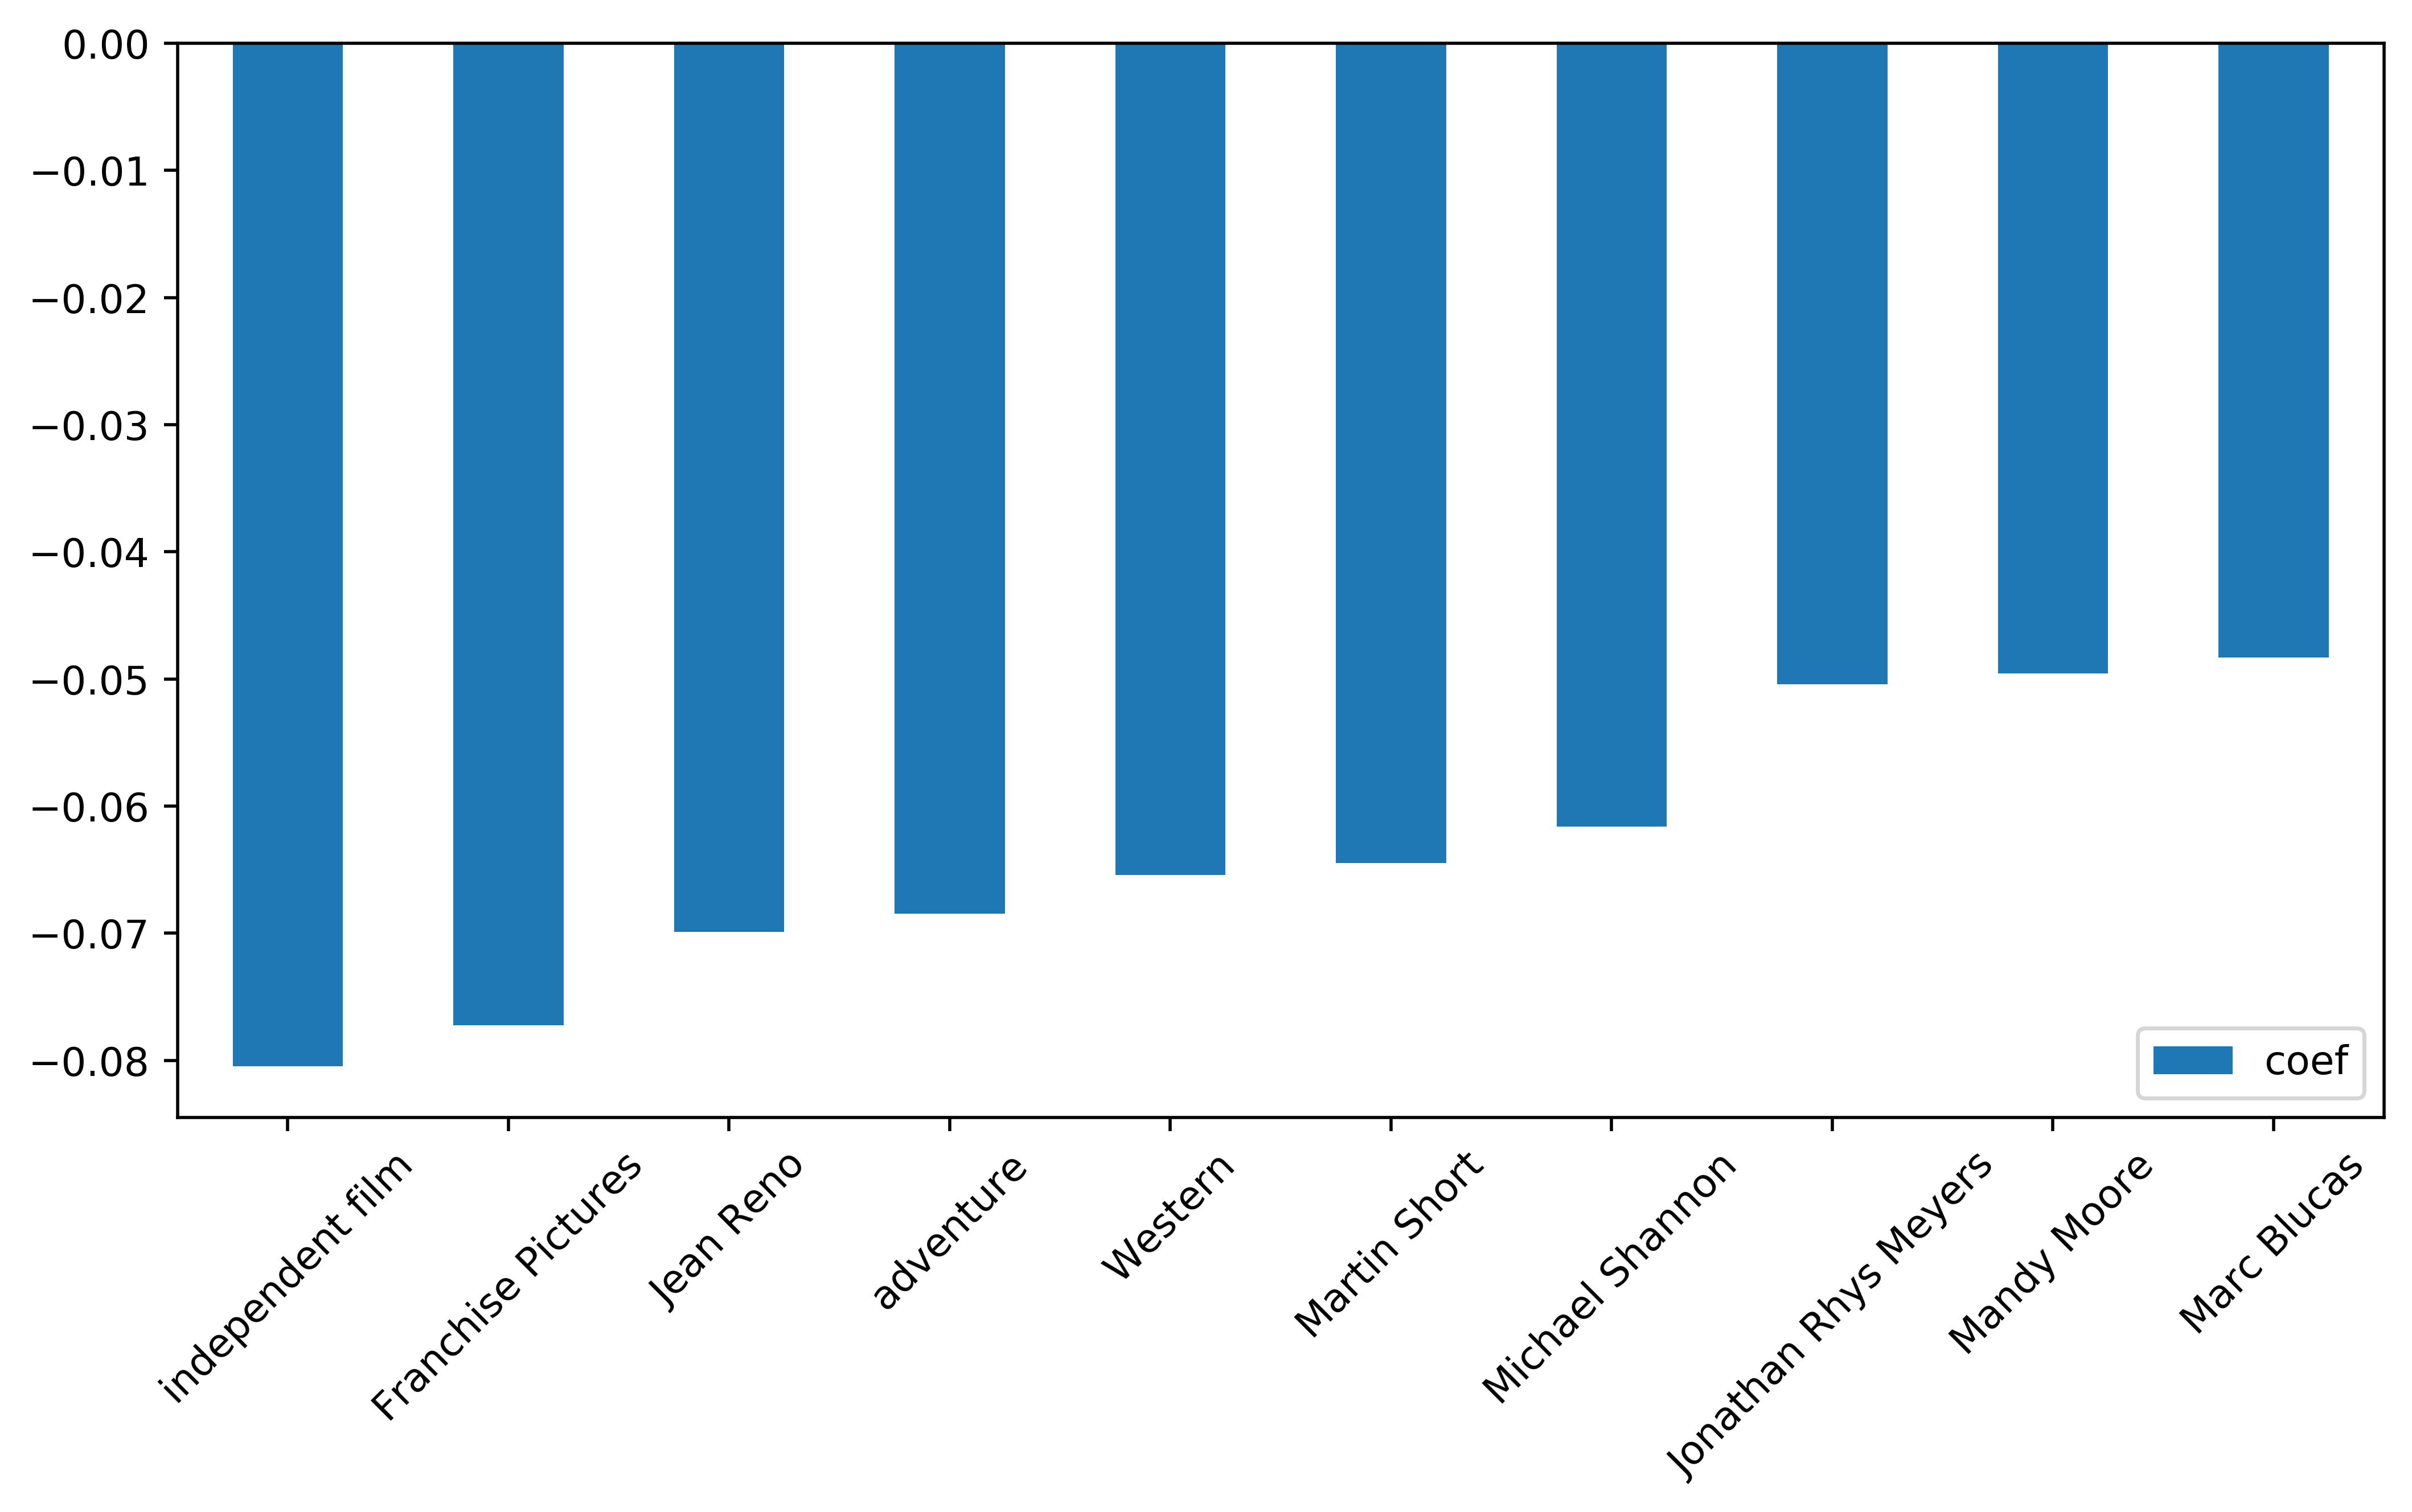 0.00
−0.01
−0.02
−0.03
−0.04
−0.05
−0.06
−0.07
−0.08
coef
independent film
Franchise Pictures
Jean Reno
adventure
Western
Martin Short
Michael Shannon
Jonathan Rhys Meyers
Mandy Moore
Marc Blucas